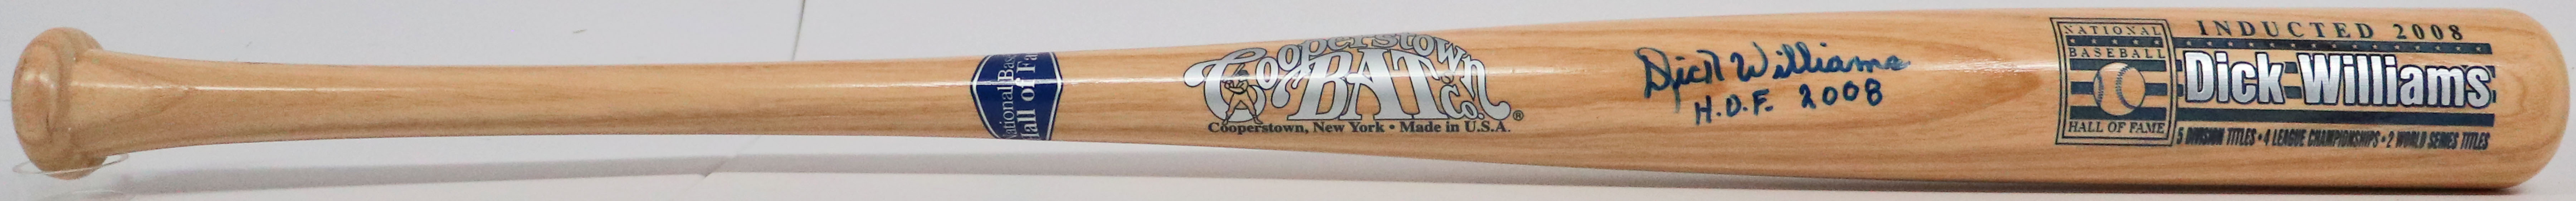 National Bas
Hall of Fa
Cooperstown
BAT Co.®
Cooperstown, New York • Made in U.S.A.
Dick Williams
H.O.F. 2008
NATIONAL
BASEBALL
HALL OF FAME
INDUCTED 2008
Dick Williams
5 DIVISION TITLES • 4 LEAGUE CHAMPIONSHIPS • 2 WORLD SERIES TITLES